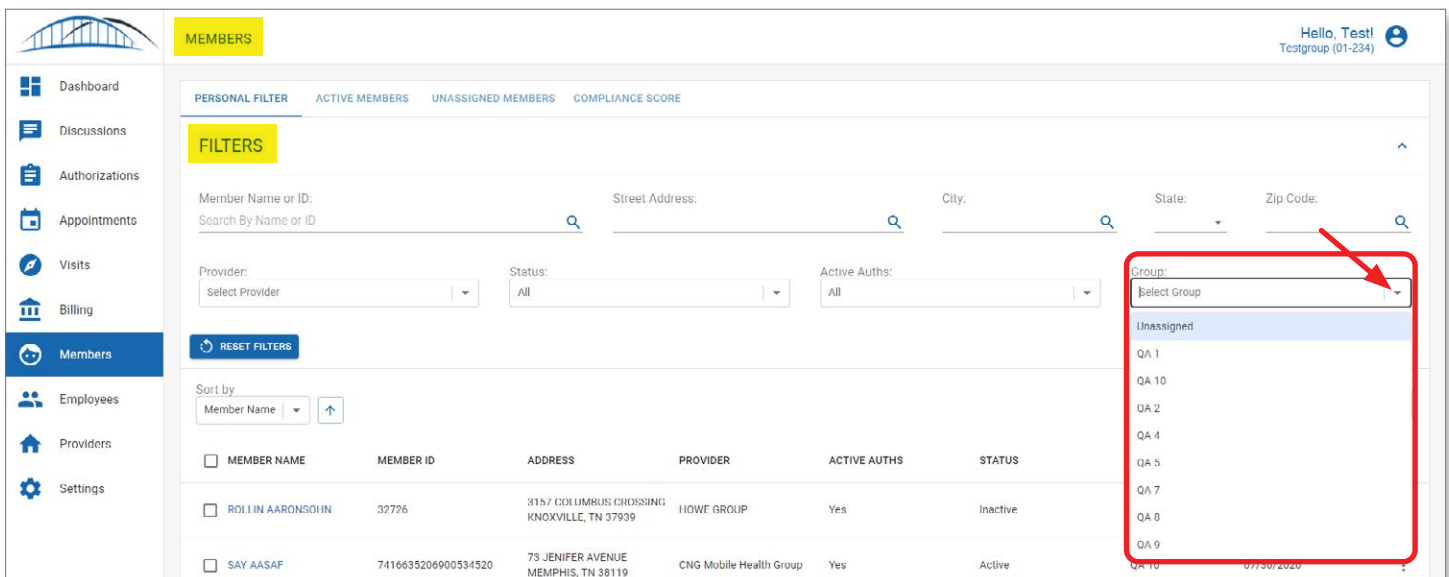 MEMBERS
Hello, Test!
Testgroup (01-234)
Dashboard
Discussions
Authorizations
Appointments
Visits
Billing
Members
Employees
Providers
Settings
PERSONAL FILTER ACTIVE MEMBERS UNASSIGNED MEMBERS COMPLIANCE SCORE
FILTERS
Member Name or ID: Street Address: City: State: Zip Code:
Search By Name or ID
Provider: Status: Active Auths: Group:
Select Provider All All Select Group
Unassigned
QA 1
QA 10
QA 2
QA 4
QA 5
QA 7
QA 8
QA 9
RESET FILTERS
Sort by
Member Name
MEMBER NAME MEMBER ID ADDRESS PROVIDER ACTIVE AUTHS STATUS
ROLLIN AARONSOHN 32726 3157 COLUMBUS CROSSING HOWE GROUP Yes Inactive
KNOXVILLE, TN 37939
SAY AASAF 7416635206900534520 73 JENIFER AVENUE CNG Mobile Health Group Yes Active QA 10 07/30/2020
MEMPHIS, TN 38119